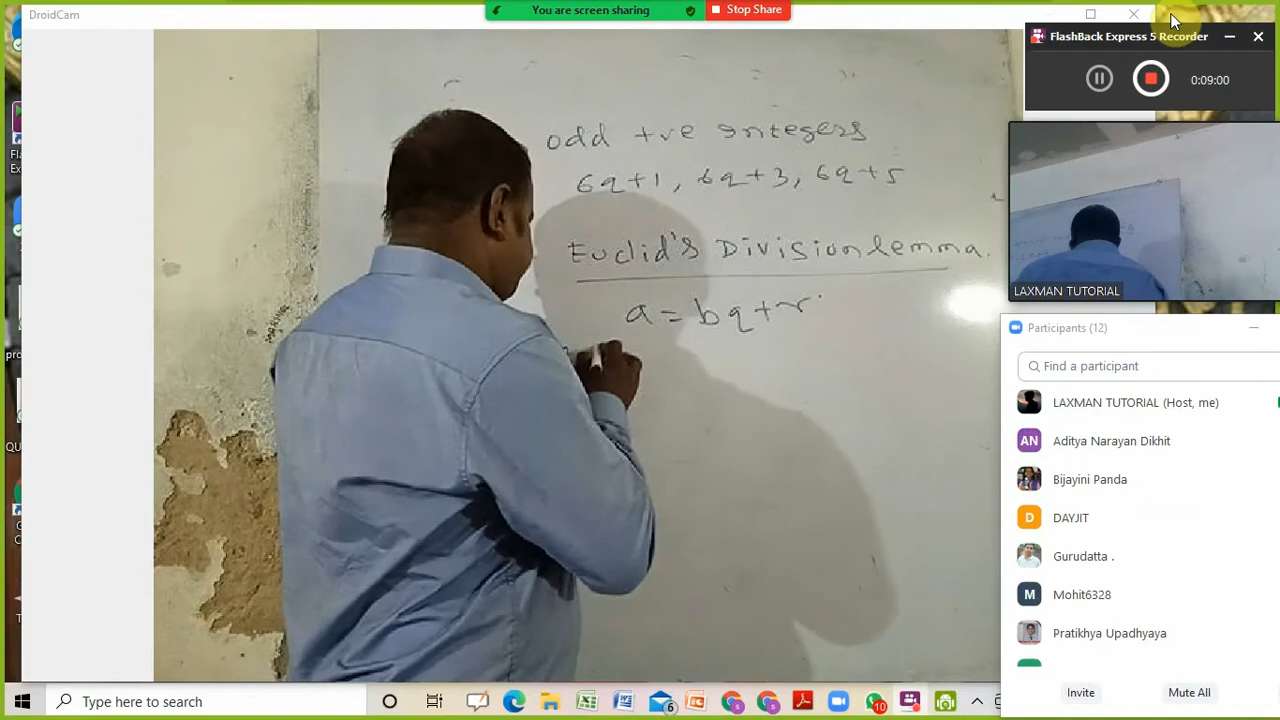 DroidCam
You are screen sharing
Stop Share
FlashBack Express 5 Recorder
0:09:00
odd +ve Integers
6q+1, 6q+3, 6q+5
Euclid's Division lemma.
a = bq+r
LAXMAN TUTORIAL
Participants (12)
Find a participant
LAXMAN TUTORIAL (Host, me)
AN Aditya Narayan Dikhit
Bijayini Panda
D DAYJIT
Gurudatta .
M Mohit6328
Pratikhya Upadhyaya
Invite
Mute All
Type here to search
6
10